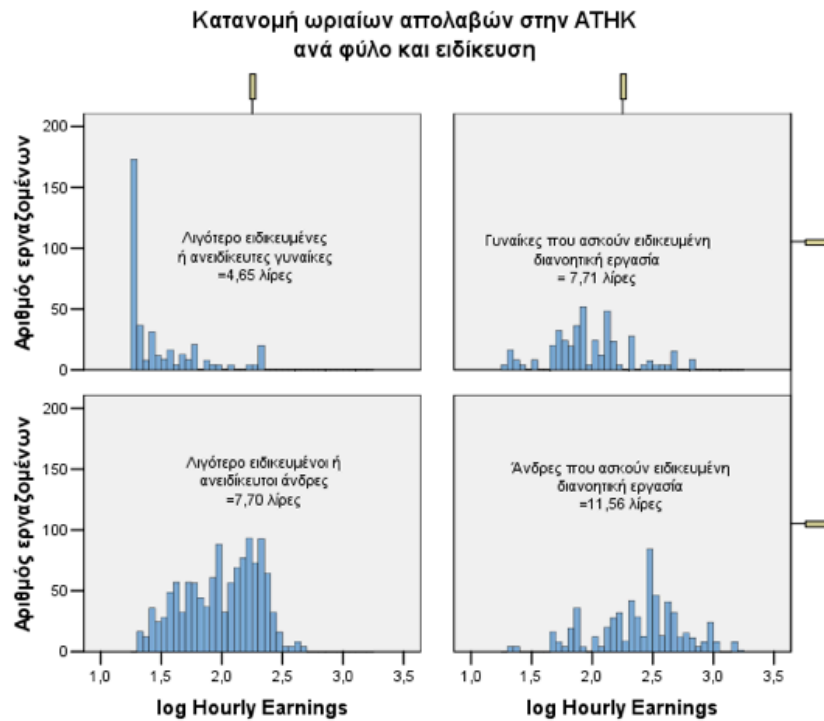 Κατανομή ωριαίων απολαβών στην ΑΤΗΚ
ανά φύλο και ειδίκευση
Αριθμός εργαζομένων
200
150
100
50
0
Λιγότερο ειδικευμένες
ή ανειδίκευτες γυναίκες
=4,65 λίρες
Γυναίκες που ασκούν ειδικευμένη
διανοητική εργασία
= 7,71 λίρες
Αριθμός εργαζομένων
200
150
100
50
0
Λιγότερο ειδικευμένοι ή
ανειδίκευτοι άνδρες
=7,70 λίρες
Άνδρες που ασκούν ειδικευμένη
διανοητική εργασία
=11,56 λίρες
1,0 1,5 2,0 2,5 3,0 3,5
1,0 1,5 2,0 2,5 3,0 3,5
log Hourly Earnings
log Hourly Earnings